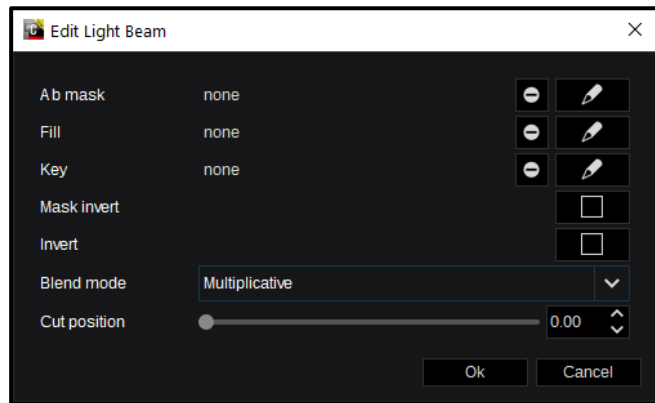 Edit Light Beam
Ab mask none
Fill none
Key none
Mask invert
Invert
Blend mode Multiplicative
Cut position 0.00
Ok Cancel